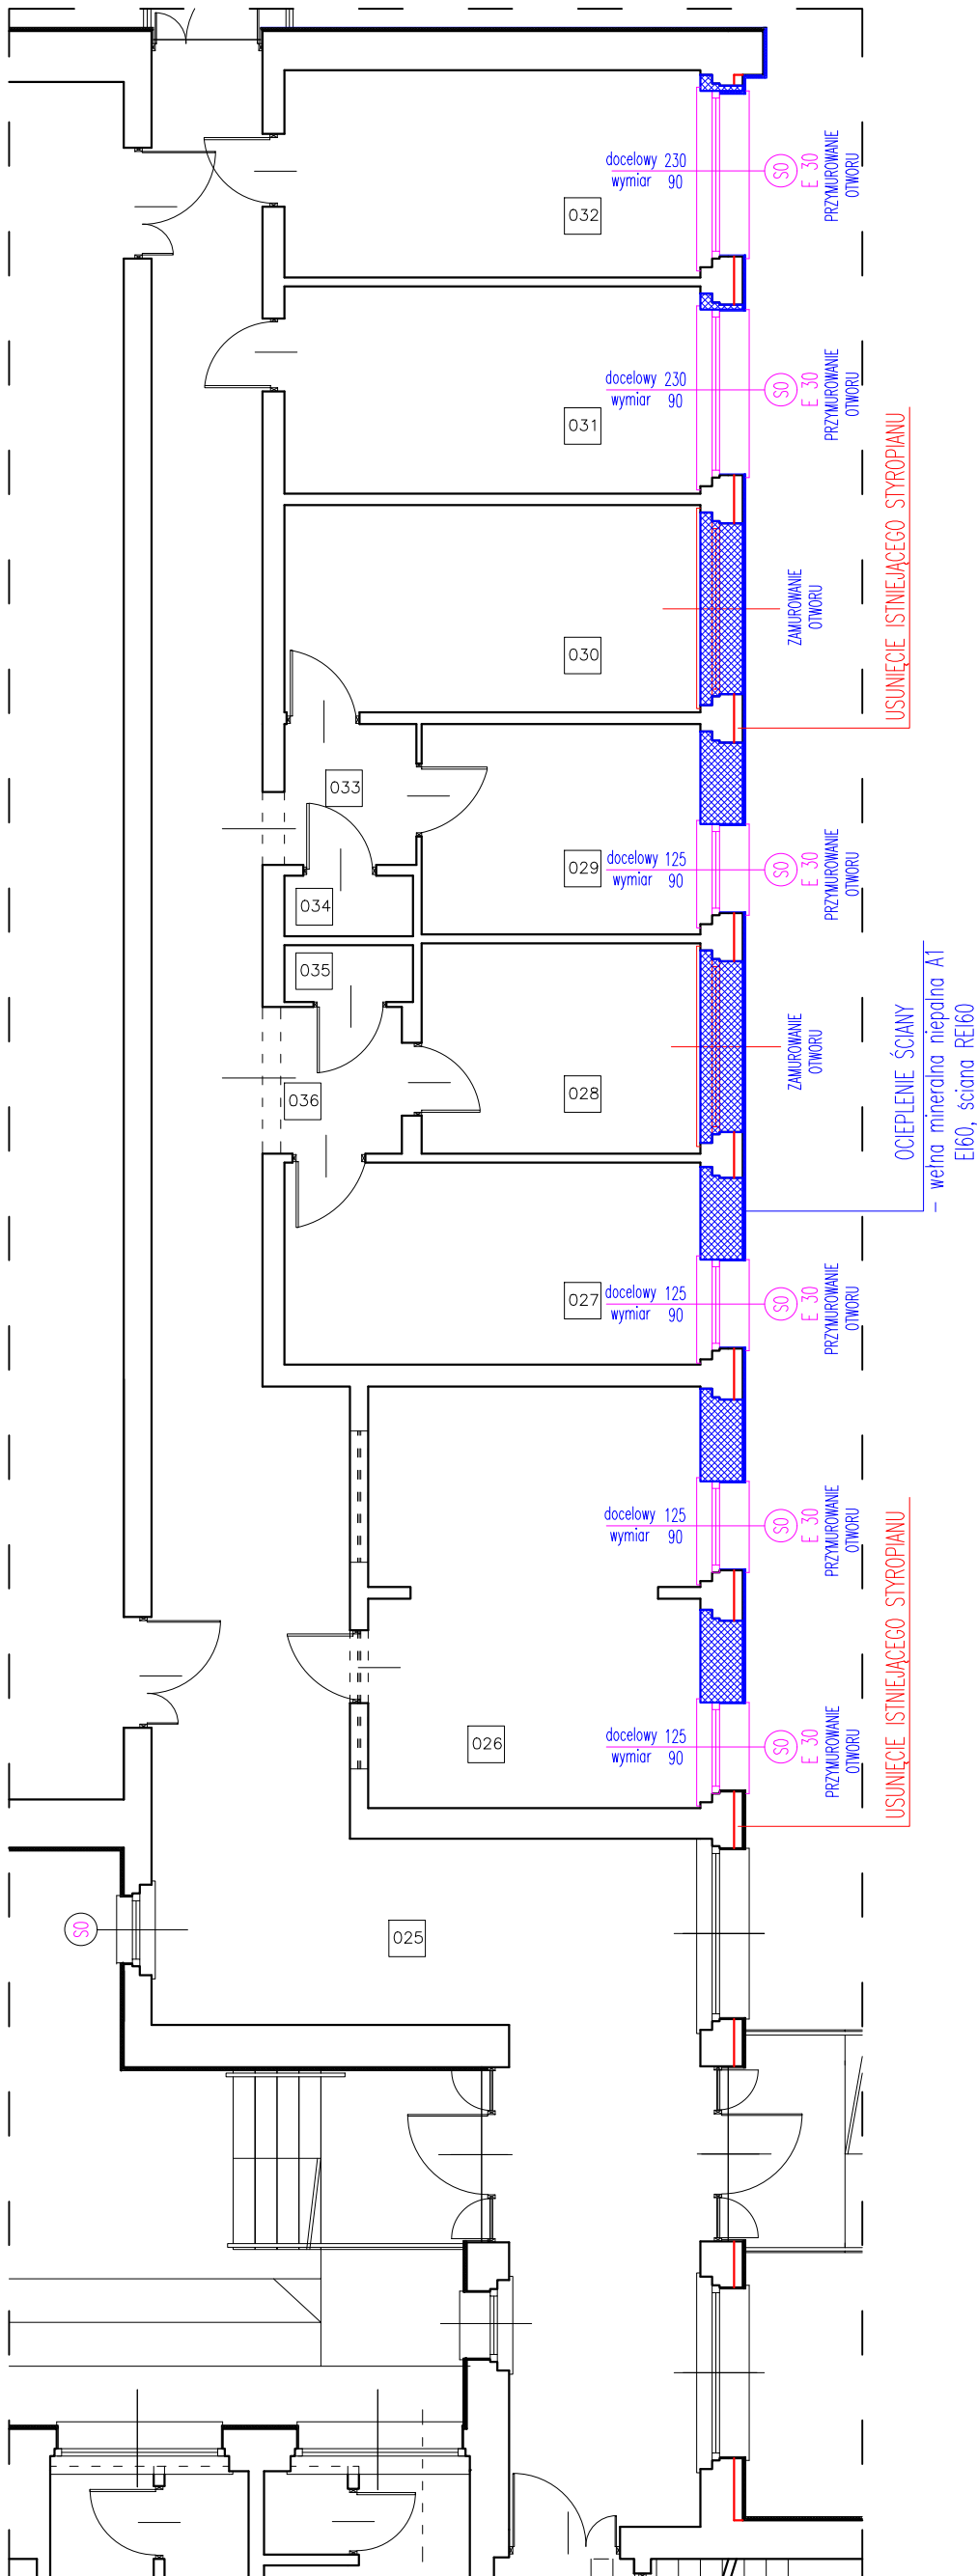 docelowy 230
wymiar 90
SO
E 30
PRZYMUROWANIE
OTWORU
032
docelowy 230
wymiar 90
SO
E 30
PRZYMUROWANIE
OTWORU
031
USUNIĘCIE ISTNIEJĄCEGO STYROPIANU
ZAMUROWANIE
OTWORU
030
033
docelowy 125
wymiar 90
SO
E 30
PRZYMUROWANIE
OTWORU
029
034
035
OCIEPLENIE ŚCIANY
- wełna mineralna niepalna A1
EI60, ściana REI60
ZAMUROWANIE
OTWORU
028
036
docelowy 125
wymiar 90
SO
E 30
PRZYMUROWANIE
OTWORU
027
docelowy 125
wymiar 90
SO
E 30
PRZYMUROWANIE
OTWORU
USUNIĘCIE ISTNIEJĄCEGO STYROPIANU
026
docelowy 125
wymiar 90
SO
E 30
PRZYMUROWANIE
OTWORU
SO
025